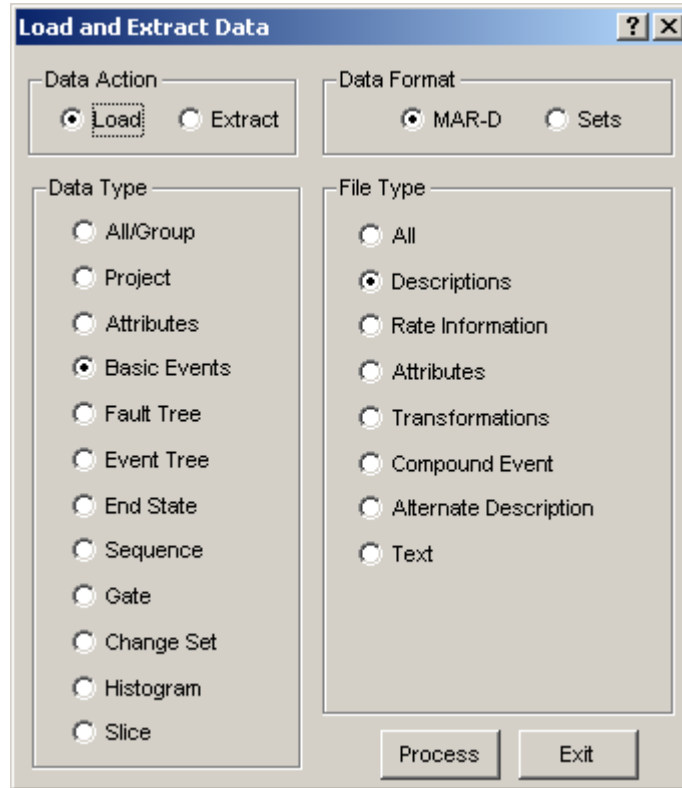 Load and Extract Data
Data Action
Load Extract
Data Format
MAR-D Sets
Data Type
All/Group
Project
Attributes
Basic Events
Fault Tree
Event Tree
End State
Sequence
Gate
Change Set
Histogram
Slice
File Type
All
Descriptions
Rate Information
Attributes
Transformations
Compound Event
Alternate Description
Text
Process Exit